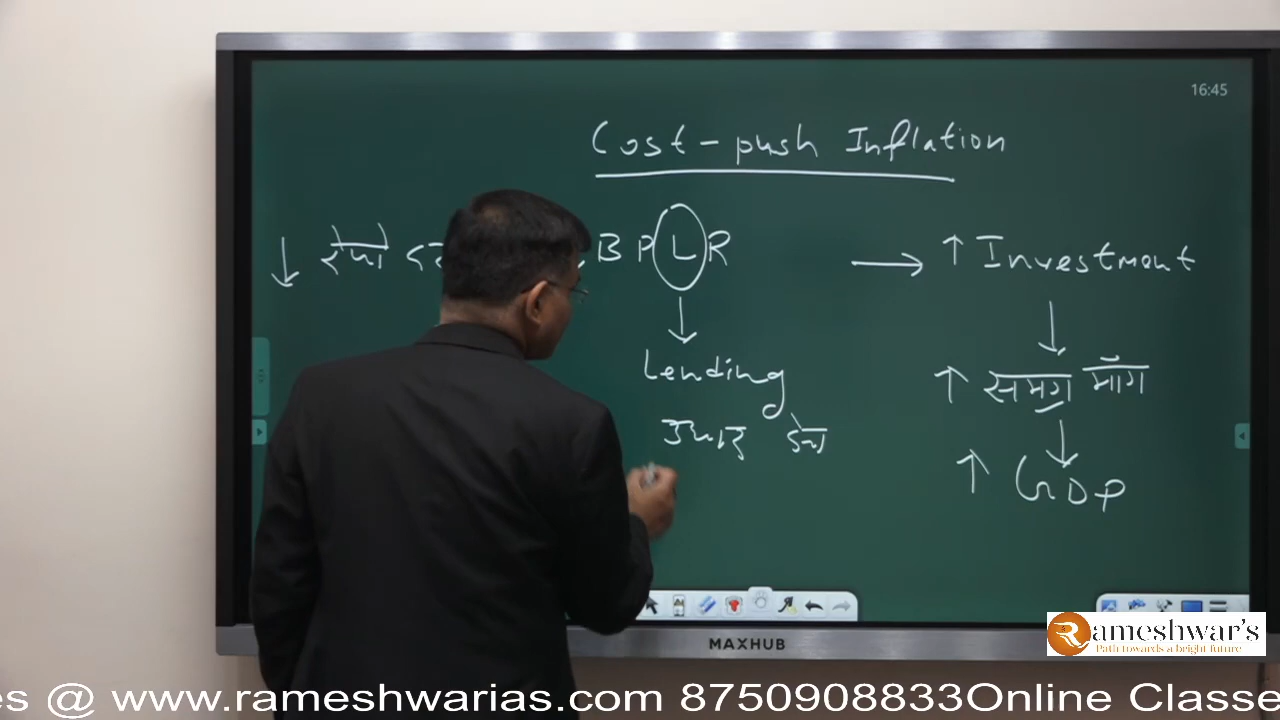 16:45
Cost-push Inflation
↓ रेपो BPLR → ↑ Investment
↓ ↓
Lending
↑ समग्र माँग
उधार देना
↓
↑ GDP
MAXHUB
Rameshwar's
Path towards a bright future
es @ www.rameshwarias.com 8750908833Online Classe